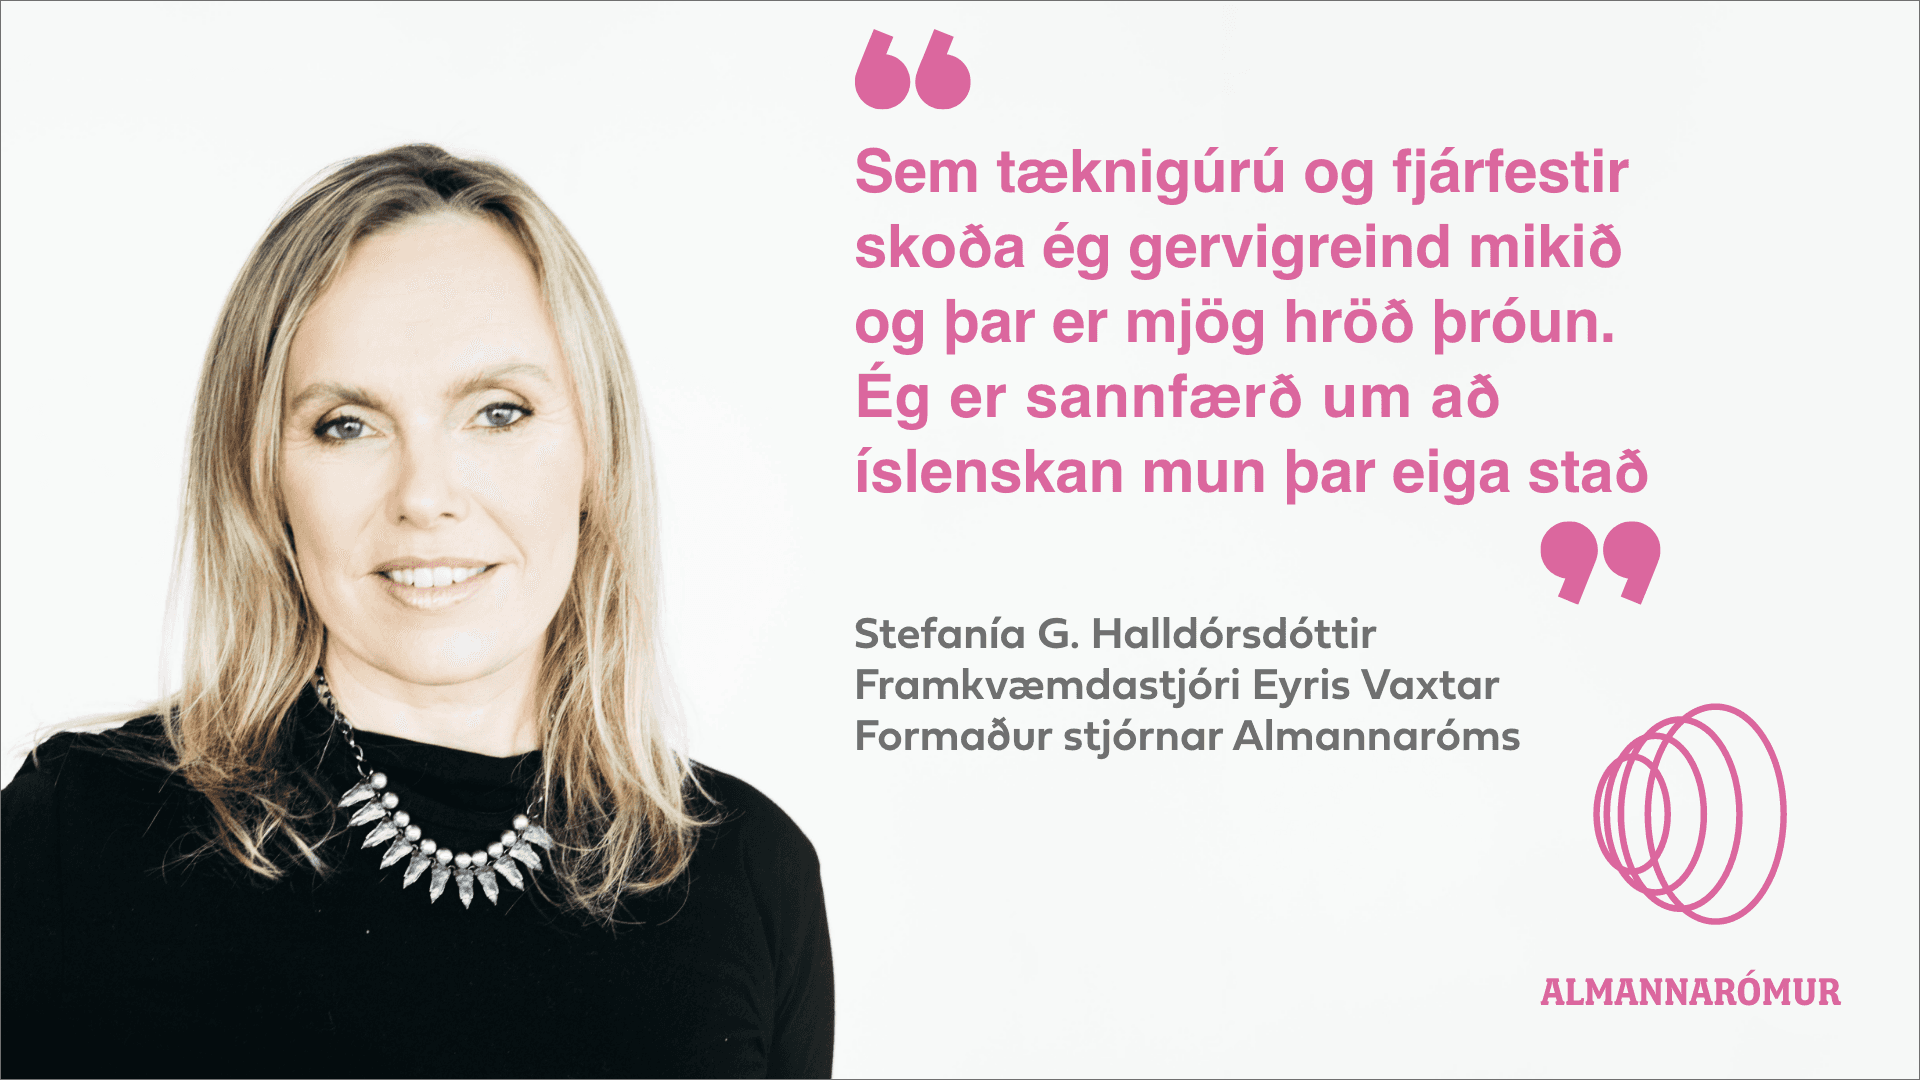 Sem tæknigúrú og fjárfestir
skoða ég gervigreind mikið
og þar er mjög hröð þróun.
Ég er sannfærð um að
íslenskan mun þar eiga stað
Stefanía G. Halldórsdóttir
Framkvæmdastjóri Eyris Vaxtar
Formaður stjórnar Almannaróms
ALMANNARÓMUR